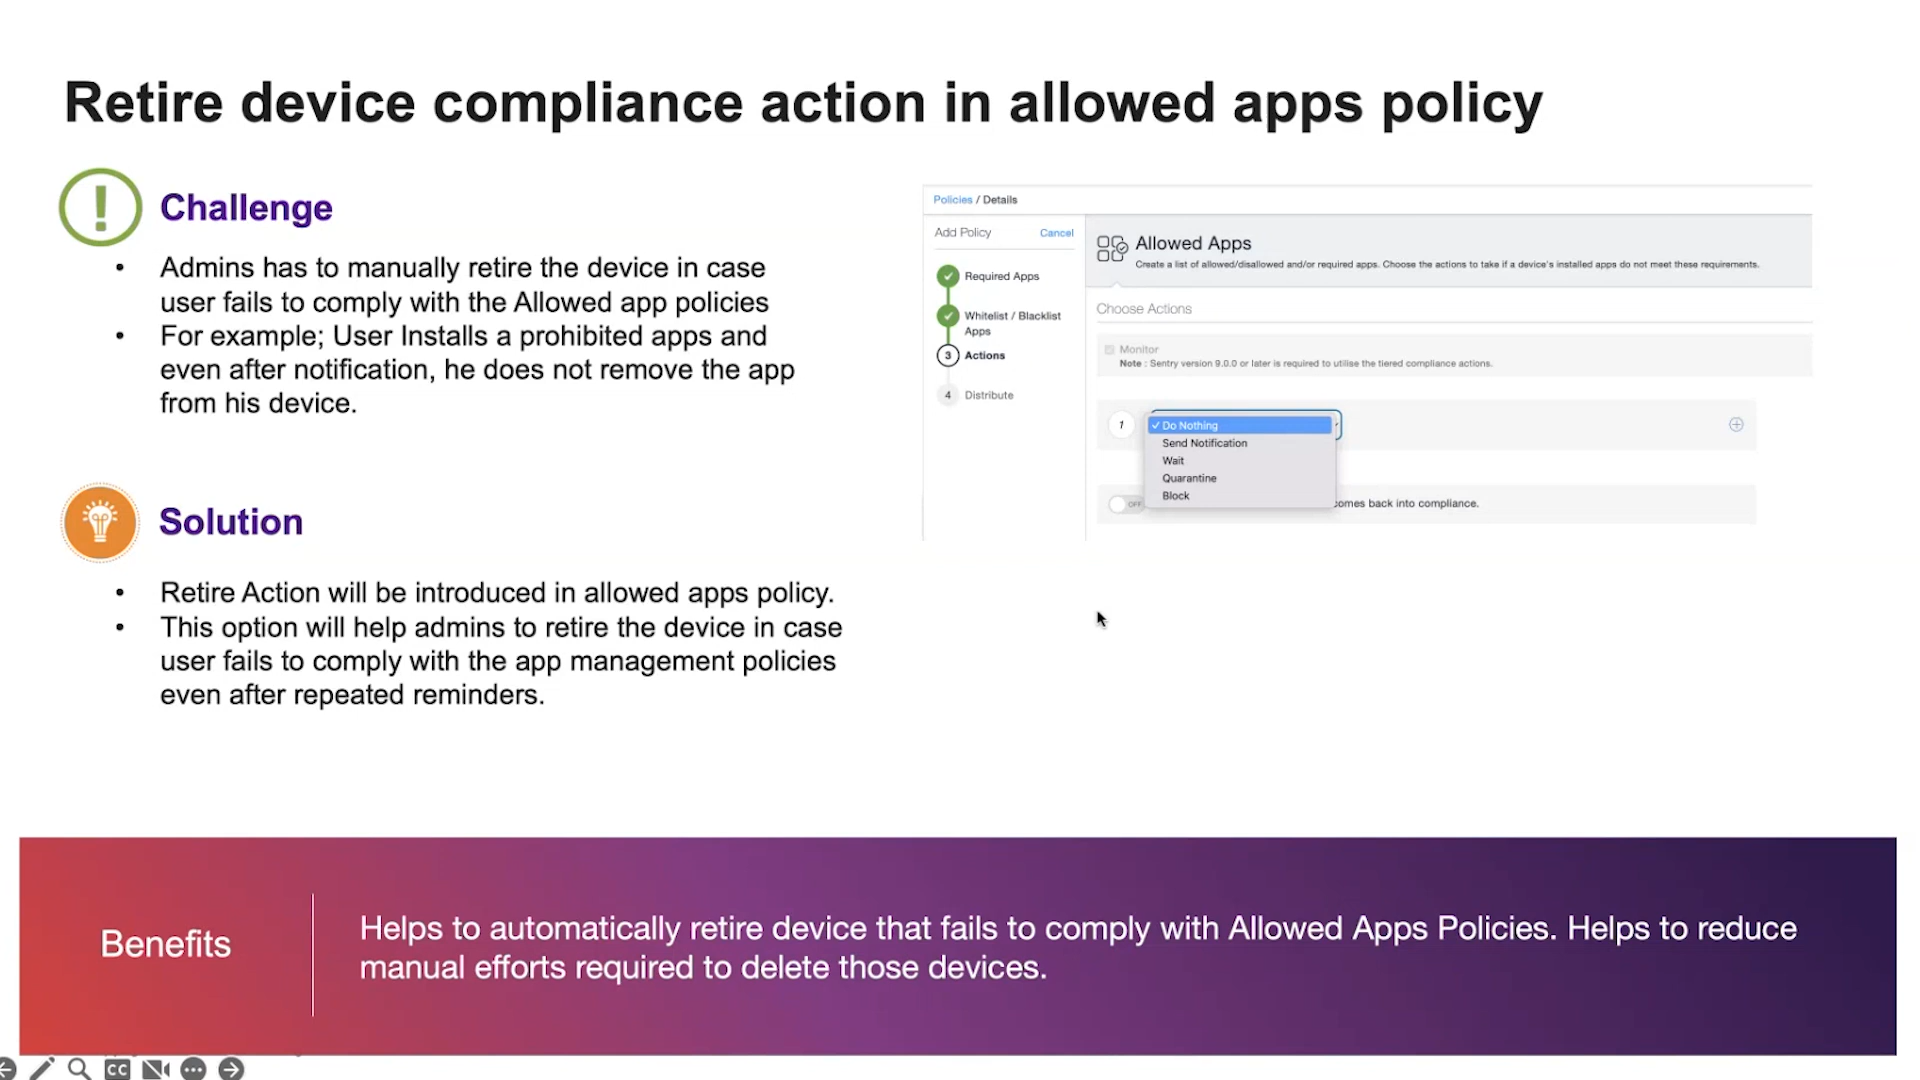 Retire device compliance action in allowed apps policy
Challenge
• Admins has to manually retire the device in case
user fails to comply with the Allowed app policies
• For example; User Installs a prohibited apps and
even after notification, he does not remove the app
from his device.
Solution
• Retire Action will be introduced in allowed apps policy.
• This option will help admins to retire the device in case
user fails to comply with the app management policies
even after repeated reminders.
Policies / Details
Add Policy Cancel
Required Apps
Whitelist / Blacklist
Apps
3 Actions
4 Distribute
Allowed Apps
Create a list of allowed/disallowed and/or required apps. Choose the actions to take if a device's installed apps do not meet these requirements.
Choose Actions
Monitor
Note : Sentry version 9.0.0 or later is required to utilise the tiered compliance actions.
1
Do Nothing
Send Notification
Wait
Quarantine
Block
OFF comes back into compliance.
Benefits
Helps to automatically retire device that fails to comply with Allowed Apps Policies. Helps to reduce
manual efforts required to delete those devices.
CC